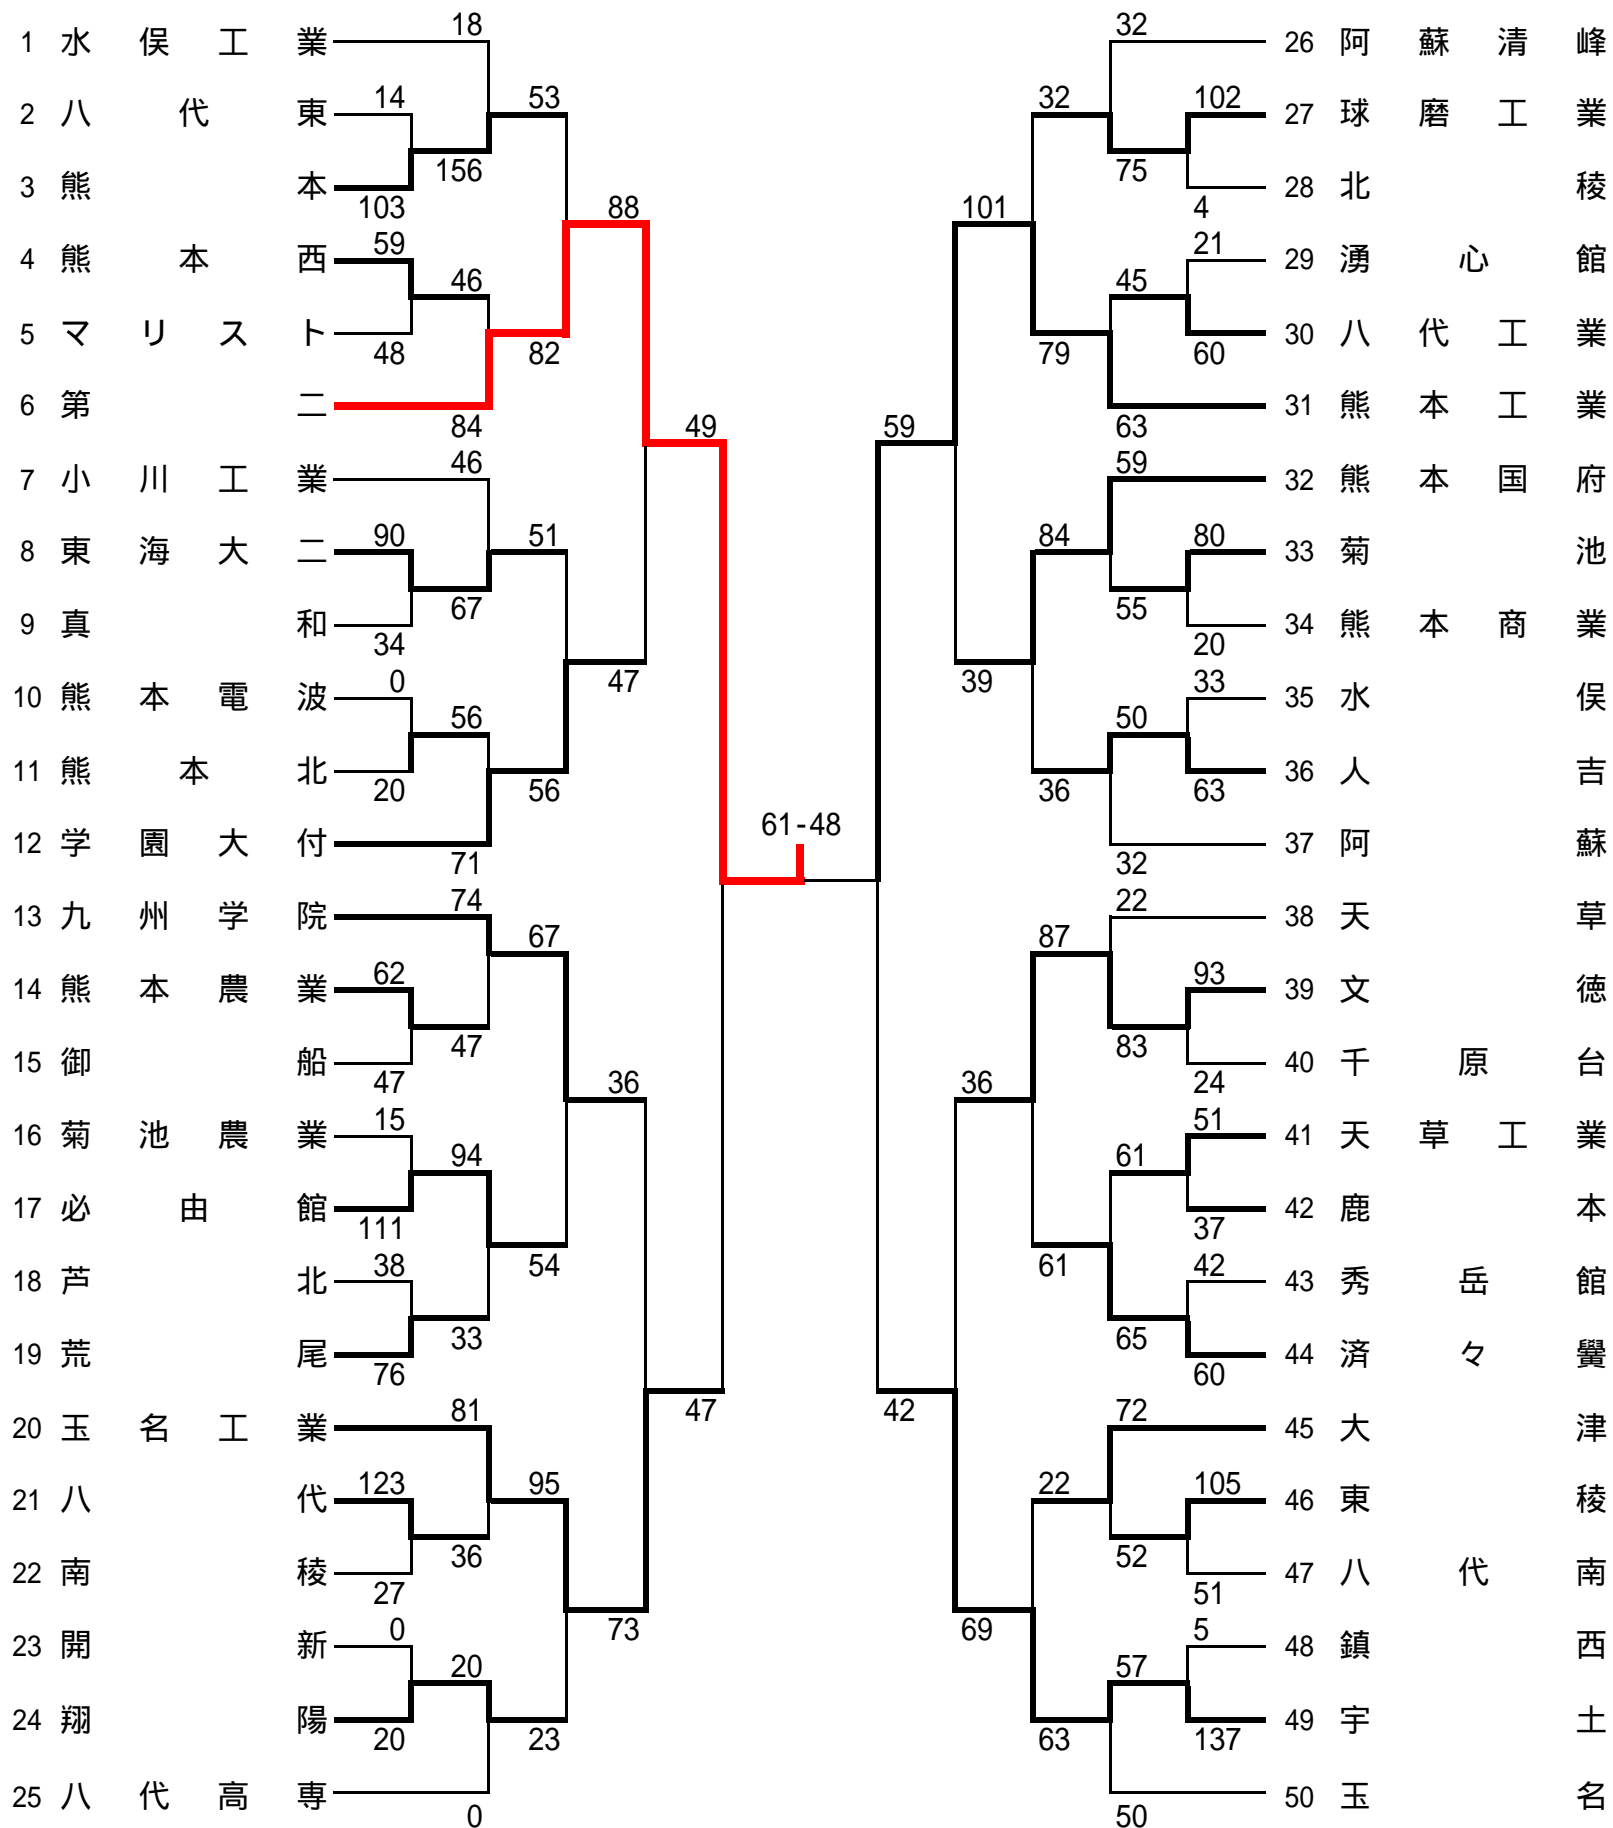 18
1 水俣工業
53
14
2 八代東
156
3 熊本
103
88
59
4 熊本西
46
5 マリスト
48
82
6 第二
84
49
46
7 小川工業
90
51
8 東海大二
67
9 真和
34
0
47
10 熊本電波
56
11 熊本北
20
56
12 学園大付
71
61-48
74
13 九州学院
67
62
14 熊本農業
47
15 御船
47
36
15
16 菊池農業
94
17 必由館
111
38
54
18 芦北
33
19 荒尾
76
81
47
20 玉名工業
123
95
21 八代
36
22 南稜
27
0
73
23 開新
20
24 翔陽
20
23
25 八代高専
0
32
26 阿蘇清峰
32
102
27 球磨工業
75
28 北稜
4
101
21
29 湧心館
45
30 八代工業
79
60
31 熊本工業
63
59
59
32 熊本国府
84
80
33 菊池
55
34 熊本商業
20
39
33
35 水俣
50
36 人吉
36
63
37 阿蘇
32
22
38 天草
87
93
39 文徳
83
40 千原台
24
36
51
41 天草工業
61
42 鹿本
37
61
42
43 秀岳館
65
44 済々黌
60
42
72
45 大津
22
105
46 東稜
52
47 八代南
51
69
5
48 鎮西
57
49 宇土
63
137
50 玉名
50